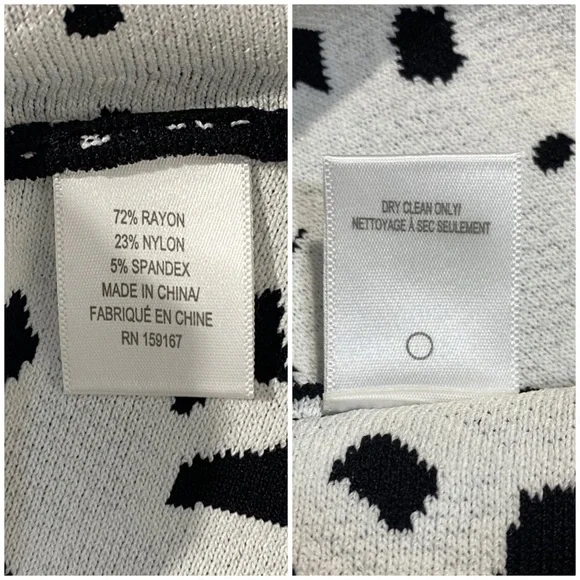 72% RAYON
23% NYLON
5% SPANDEX
MADE IN CHINA/
FABRIQUÉ EN CHINE
RN 159167
DRY CLEAN ONLY/
NETTOYAGE À SEC SEULEMENT